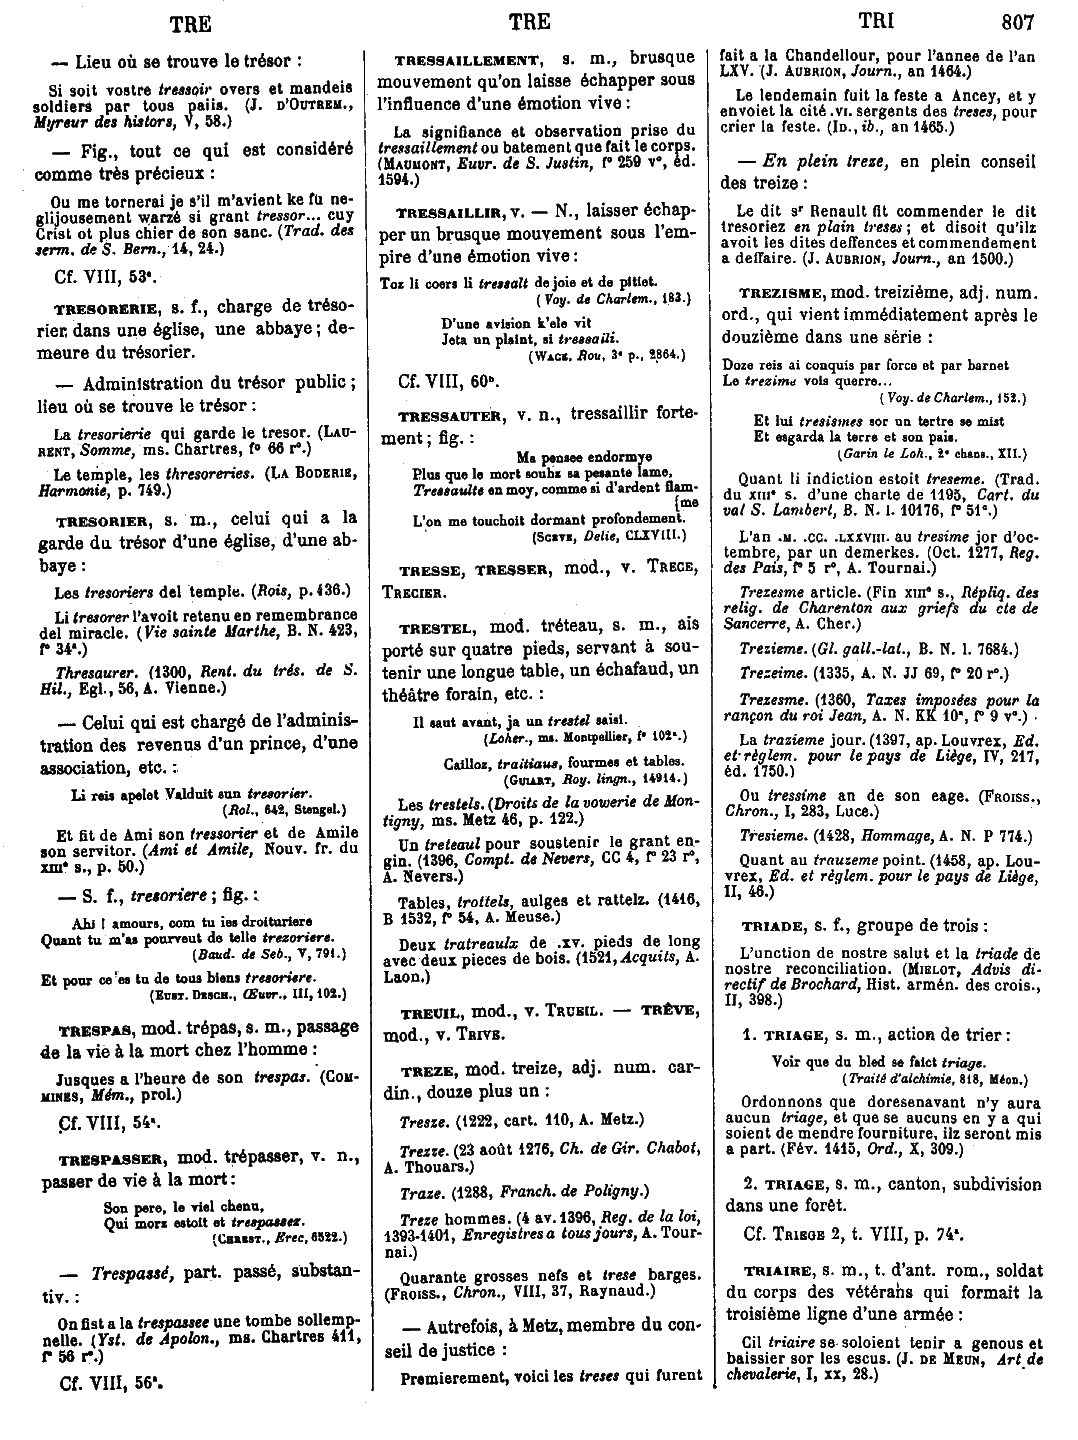 TRE
TRE
TRI
807
— Lieu où se trouve le trésor :
Si soit vostre tressoir overs et mandeis
soldiers par tous paiis. (J. D'OUTREM.,
Myreur des histors, V, 58.)
— Fig., tout ce qui est considéré
comme très précieux :
Ou me tornerai je s'il m'avient ke fu ne-
glijousement warzé si grant tressor... cuy
Crist ot plus chier de son sanc. (Trad. des
serm. de S. Bern., 14, 24.)
Cf. VIII, 53ª.
TRESORERIE, s. f., charge de tréso-
rier dans une église, une abbaye ; de-
meure du trésorier.
— Administration du trésor public ;
lieu où se trouve le trésor :
La tresorierie qui garde le tresor. (LAU-
RENT, Somme, ms. Chartres, fº 66 rº.)
Le temple, les thresoreries. (LA BODERIE,
Harmonie, p. 749.)
TRESORIER, s. m., celui qui a la
garde du trésor d'une église, d'une ab-
baye :
Les tresoriers del temple. (Rois, p. 436.)
Li tresorer l'avoit retenu en remembrance
del miracle. (Vie sainte Marthe, B. N. 423,
fº 34ª.)
Thresaurer. (1300, Rent. du trés. de S.
Hil., Egl., 56, A. Vienne.)
— Celui qui est chargé de l'adminis-
tration des revenus d'un prince, d'une
association, etc. :
Li reis apelet Valduit sun tresorier.
(Rol., 642, Stengel.)
Et fit de Ami son tressorier et de Amile
son servitor. (Ami et Amile, Nouv. fr. du
XIIIe s., p. 50.)
— S. f., tresoriere ; fig. :
Ahi ! amours, com tu ies droituriere
Quant tu m'as pourveut de telle trezoriere.
(Baud. de Seb., V, 791.)
Et pour ce es tu de tous biens tresoriere.
(EUST. DESCH., Œuvr., III, 102.)
TRESPAS, mod. trépas, s. m., passage
de la vie à la mort chez l'homme :
Jusques a l'heure de son trespas. (COM-
MINES, Mém., prol.)
Cf. VIII, 54ª.
TRESPASSER, mod. trépasser, v. n.,
passer de vie à la mort :
Son pere, le viel chenu,
Qui morz estoit et trespassez.
(CHREST., Erec, 6522.)
— Trespassé, part. passé, substan-
tiv. :
On fist a la trespassee une tombe sollemp-
nelle. (Yst. de Apolon., ms. Chartres 411,
fº 56 rº.)
Cf. VIII, 56ª.
TRESSAILLEMENT, s. m., brusque
mouvement qu'on laisse échapper sous
l'influence d'une émotion vive :
La signifiance et observation prise du
tressaillement ou batement que fait le corps.
(MAUMONT, Euvr. de S. Justin, fº 259 vº, éd.
1594.)
TRESSAILLIR, v. — N., laisser échap-
per un brusque mouvement sous l'em-
pire d'une émotion vive :
Toz li coers li tressalt de joie et de pitiet.
(Voy. de Charlem., 183.)
D'une avision k'ele vit
Jeta un plaint, si tressailli.
(WACE, Rou, 3e p., 2864.)
Cf. VIII, 60ᵇ.
TRESSAUTER, v. n., tressaillir forte-
ment ; fig. :
Ma pensee endormye
Plus que le mort soubz sa pesante lame,
Tressaulte en moy, comme si d'ardent flam-
[me
L'on me touchoit dormant profondement.
(SCEVE, Delie, CLXVIII.)
TRESSE, TRESSER, mod., v. TRECE,
TRECIER.
TRESTEL, mod. tréteau, s. m., ais
porté sur quatre pieds, servant à sou-
tenir une longue table, un échafaud, un
théâtre forain, etc. :
Il saut avant, ja un trestel saisi.
(Loher., ms. Montpellier, fº 102ª.)
Cailloz, traitiaus, fourmes et tables.
(GUIART, Roy. lingn., 14914.)
Les trestels. (Droits de la vowerie de Mon-
tigny, ms. Metz 46, p. 122.)
Un treteaul pour soustenir le grant en-
gin. (1396, Compt. de Nevers, CC 4, fº 23 rº,
A. Nevers.)
Tables, trottels, aulges et rattelz. (1416,
B 1532, fº 54, A. Meuse.)
Deux tratreaulx de .xv. pieds de long
avec deux pieces de bois. (1521, Acquits, A.
Laon.)
TREUIL, mod., v. TRUEIL. — TRÊVE,
mod., v. TRIVE.
TREZE, mod. treize, adj. num. car-
din., douze plus un :
Tresze. (1222, cart. 110, A. Metz.)
Trezze. (23 août 1276, Ch. de Gir. Chabot,
A. Thouars.)
Traze. (1288, Franch. de Poligny.)
Treze hommes. (4 av. 1396, Reg. de la loi,
1393-1401, Enregistres a tous jours, A. Tour-
nai.)
Quarante grosses nefs et trese barges.
(FROISS., Chron., VIII, 37, Raynaud.)
— Autrefois, à Metz, membre du con-
seil de justice :
Premierement, voici les treses qui furent
fait a la Chandellour, pour l'annee de l'an
LXV. (J. AUBRION, Journ., an 1464.)
Le lendemain fuit la feste a Ancey, et y
envoiet la cité .VI. sergents des treses, pour
crier la feste. (ID., ib., an 1465.)
— En plein treze, en plein conseil
des treize :
Le dit sʳ Renault fit commender le dit
tresoriez en plain treses ; et disoit qu'ilz
avoit les dites deffences et commendement
a deffaire. (J. AUBRION, Journ., an 1500.)
TREZISME, mod. treizième, adj. num.
ord., qui vient immédiatement après le
douzième dans une série :
Doze reis ai conquis par force et par barnet
Le trezime vois querre...
(Voy. de Charlem., 152.)
Et lui tresismes sor un tertre se mist
Et esgarda la terre et son pais.
(Garin le Loh., 2e chans., XII.)
Quant li indiction estoit treseme. (Trad.
du XIIIe s. d'une charte de 1195, Cart. du
val S. Lambert, B. N. l. 10176, fº 51ᵉ.)
L'an .M. .CC. .LXXVIII. au tresime jor d'oc-
tembre, par un demerkes. (Oct. 1277, Reg.
des Pais, fº 5 rº, A. Tournai.)
Trezesme article. (Fin XIIIe s., Répliq. des
relig. de Charenton aux griefs du cte de
Sancerre, A. Cher.)
Trezieme. (Gl. gall.-lat., B. N. l. 7684.)
Trezeime. (1335, A. N. JJ 69, fº 20 rº.)
Trezesme. (1360, Taxes imposées pour la
rançon du roi Jean, A. N. KK 10ª, fº 9 vº.)
La trazieme jour. (1397, ap. Louvrex, Ed.
et règlem. pour le pays de Liège, IV, 217,
éd. 1750.)
Ou tressime an de son eage. (FROISS.,
Chron., I, 283, Luce.)
Tresieme. (1428, Hommage, A. N. P 774.)
Quant au trauzeme point. (1458, ap. Lou-
vrex, Ed. et règlem. pour le pays de Liège,
II, 46.)
TRIADE, s. f., groupe de trois :
L'unction de nostre salut et la triade de
nostre reconciliation. (MIELOT, Advis di-
rectif de Brochard, Hist. armén. des crois.,
II, 398.)
1. TRIAGE, s. m., action de trier :
Voir que du bled se faict triage.
(Traité d'alchimie, 818, Méon.)
Ordonnons que doresenavant n'y aura
aucun triage, et que se aucuns en y a qui
soient de mendre fourniture, ilz seront mis
a part. (Fév. 1415, Ord., X, 309.)
2. TRIAGE, s. m., canton, subdivision
dans une forêt.
Cf. TRIEGE 2, t. VIII, p. 74ª.
TRIAIRE, s. m., t. d'ant. rom., soldat
du corps des vétérans qui formait la
troisième ligne d'une armée :
Cil triaire se soloient tenir a genous et
baissier sor les escus. (J. DE MEUN, Art de
chevalerie, I, XX, 28.)